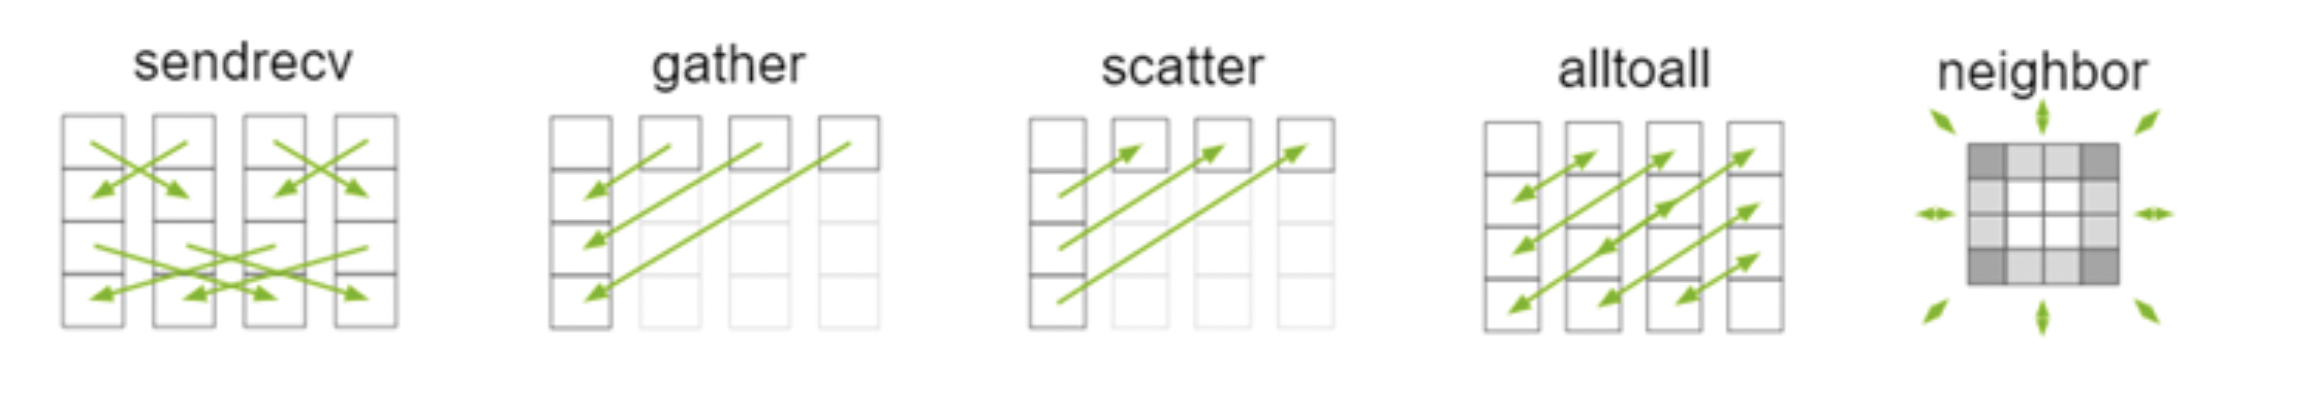 sendrecv
gather
scatter
alltoall
neighbor